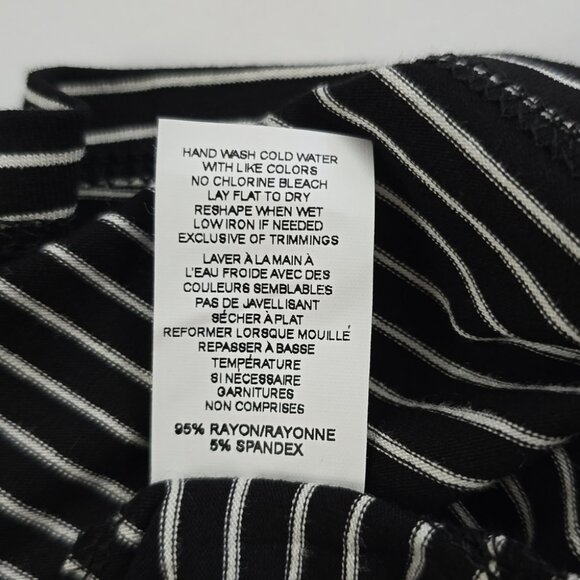 HAND WASH COLD WATER
WITH LIKE COLORS
NO CHLORINE BLEACH
LAY FLAT TO DRY
RESHAPE WHEN WET
LOW IRON IF NEEDED
EXCLUSIVE OF TRIMMINGS
LAVER À LA MAIN À
L'EAU FROIDE AVEC DES
COULEURS SEMBLABLES
PAS DE JAVELLISANT
SÉCHER À PLAT
REFORMER LORSQUE MOUILLÉ
REPASSER À BASSE
TEMPÉRATURE
SI NÉCESSAIRE
GARNITURES
NON COMPRISES
95% RAYON/RAYONNE
5% SPANDEX